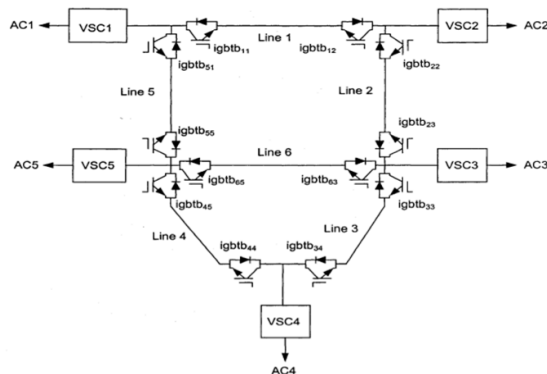 AC1
VSC1
Line 1
VSC2
AC2
igbtb11
igbtb12
igbtb51
igbtb22
Line 5
Line 2
igbtb55
igbtb23
AC5
VSC5
Line 6
VSC3
AC3
igbtb65
igbtb63
igbtb45
igbtb33
Line 4
Line 3
igbtb44
igbtb34
VSC4
AC4